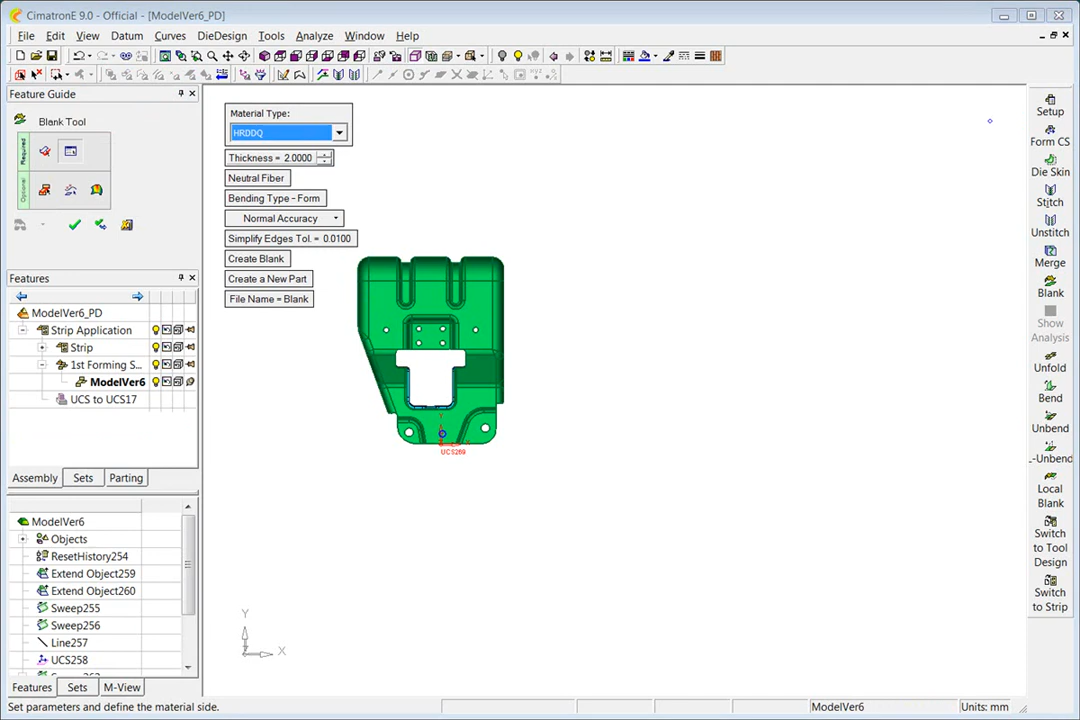 CimatronE 9.0 - Official - [ModelVer6_PD]
File Edit View Datum Curves DieDesign Tools Analyze Window Help
Feature Guide
Blank Tool
Required
Optional
Features
ModelVer6_PD
Strip Application
Strip
1st Forming S...
ModelVer6
UCS to UCS17
Assembly Sets Parting
ModelVer6
Objects
ResetHistory254
Extend Object259
Extend Object260
Sweep255
Sweep256
Line257
UCS258
Features Sets M-View
Material Type:
HRDDQ
Thickness = 2.0000
Neutral Fiber
Bending Type - Form
Normal Accuracy
Simplify Edges Tol. = 0.0100
Create Blank
Create a New Part
File Name = Blank
Y
X
UCS269
Y
X
Setup
Form CS
Die Skin
Stitch
Unstitch
Merge
Blank
Show
Analysis
Unfold
Bend
Unbend
-Unbend
Local
Blank
Switch
to Tool
Design
Switch
to Strip
Set parameters and define the material side.
ModelVer6
Units: mm